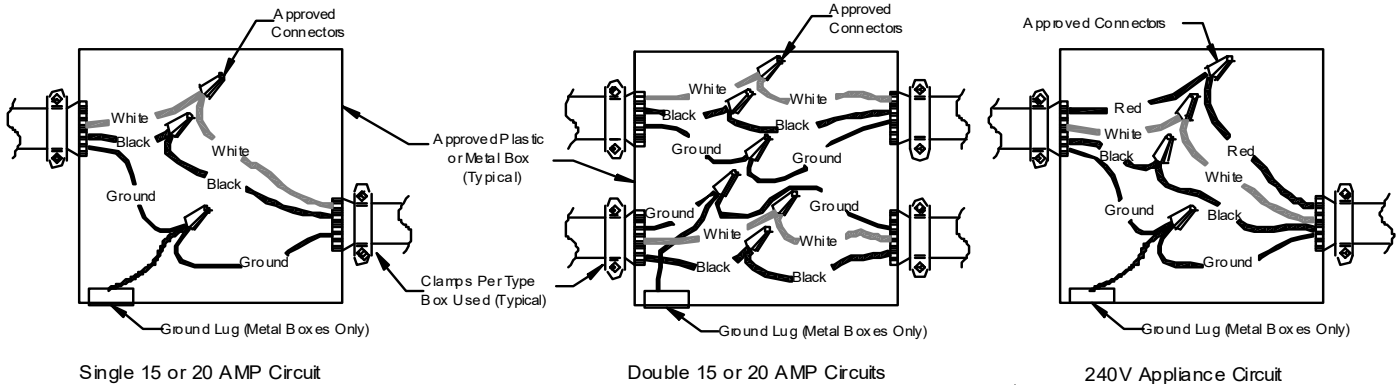 Approved
Connectors
White
Black
White
Black
Ground
Ground
Ground Lug (Metal Boxes Only)
Approved Plastic
or Metal Box
(Typical)
Clamps Per Type
Box Used (Typical)
Single 15 or 20 AMP Circuit
Approved
Connectors
White
White
Black
Black
Ground
Ground
Ground
Ground
White
White
Black
Black
Ground Lug (Metal Boxes Only)
Double 15 or 20 AMP Circuits
Approved Connectors
Red
White
Black
Red
White
Ground
Black
Ground
Ground Lug (Metal Boxes Only)
240V Appliance Circuit